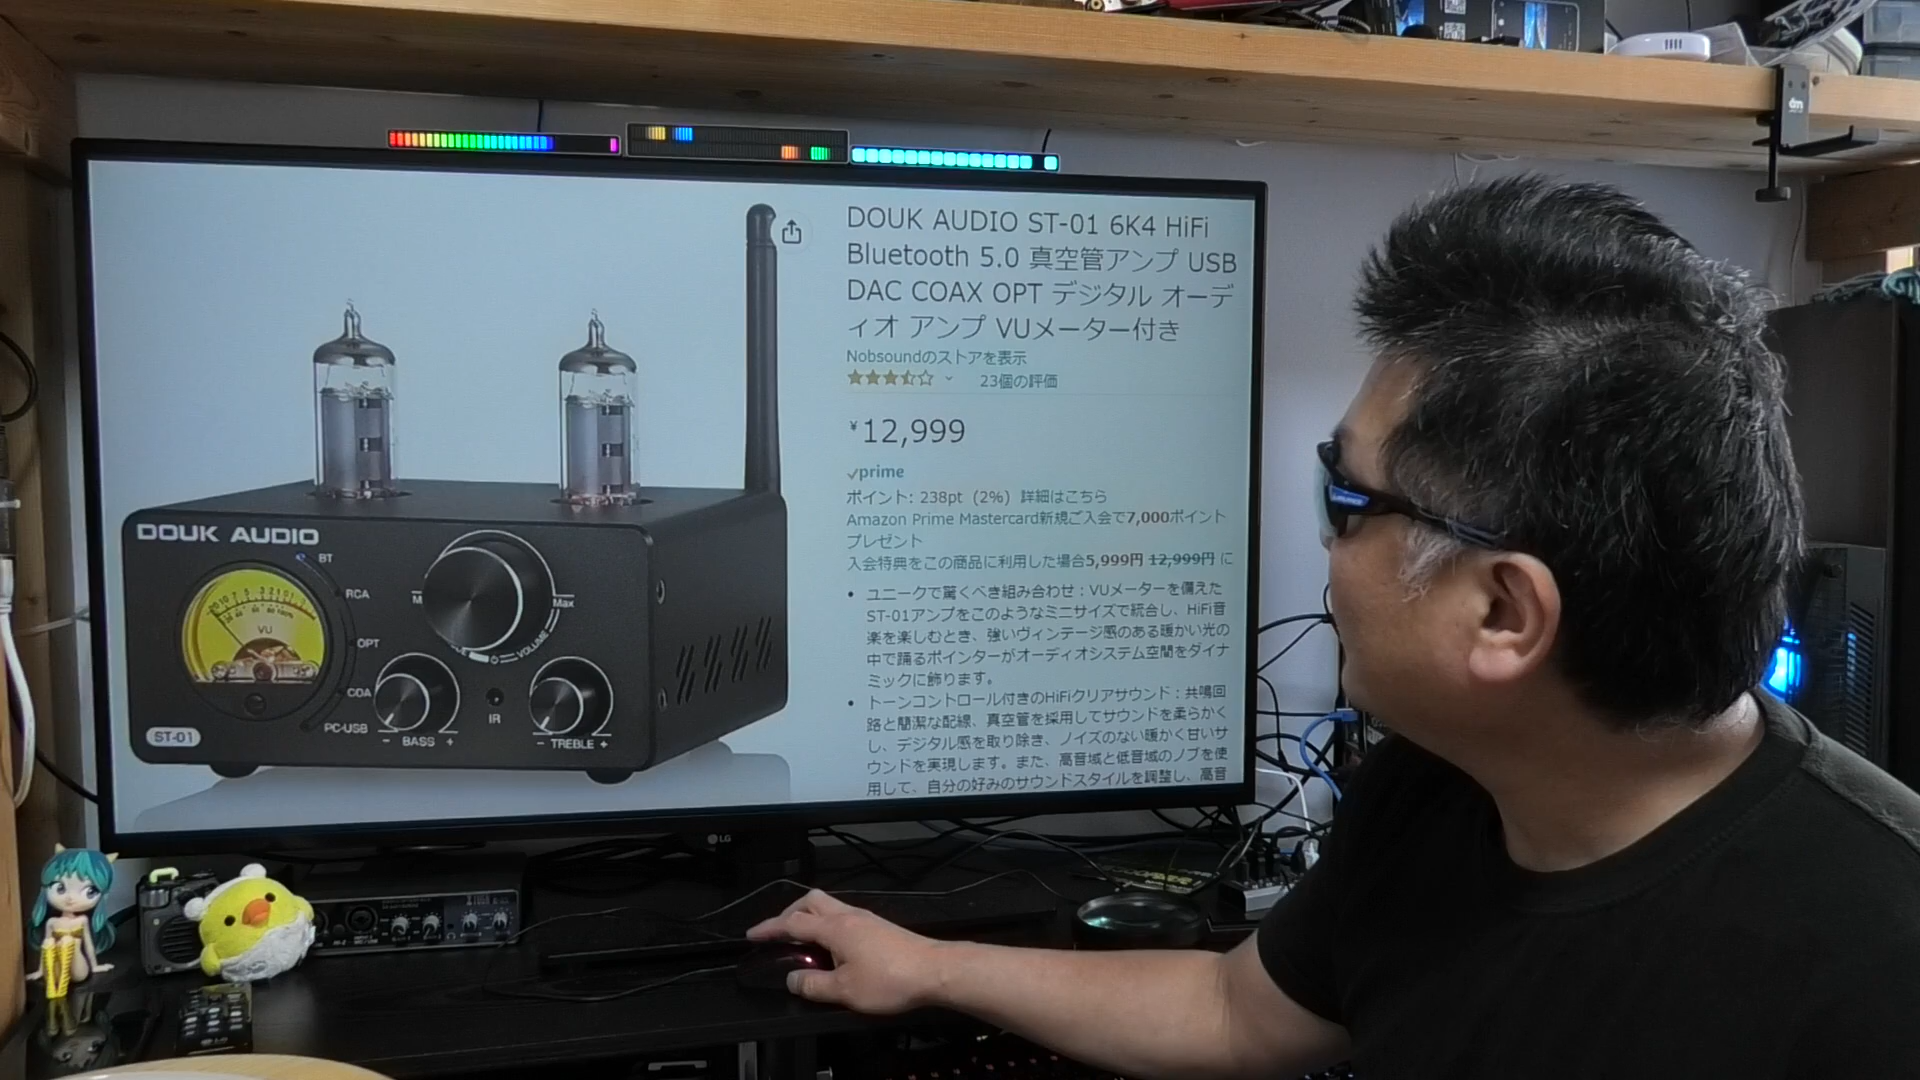 DOUK AUDIO ST-01 6K4 HiFi
Bluetooth 5.0 真空管アンプ USB
DAC COAX OPT デジタル オーデ
ィオ アンプ VUメーター付き
Nobsoundのストアを表示
23個の評価
¥12,999
prime
ポイント: 238pt (2%) 詳細はこちら
Amazon Prime Mastercard新規ご入会で7,000ポイント
プレゼント
入会特典をこの商品に利用した場合5,999円 12,999円 に
• ユニークで驚くべき組み合わせ：VUメーターを備えた
ST-01アンプをこのようなミニサイズで統合し、HiFi音
楽を楽しむとき、強いヴィンテージ感のある暖かい光の
中で踊るポインターがオーディオシステム空間をダイナ
ミックに飾ります。
• トーンコントロール付きのHiFiクリアサウンド：共鳴回
路と簡潔な配線、真空管を採用してサウンドを柔らかく
し、デジタル感を取り除き、ノイズのない暖かく甘いサ
ウンドを実現します。また、高音域と低音域のノブを使
用して、自分の好みのサウンドスタイルを調整し、高音
DOUK AUDIO
BT
RCA
OPT
COA
PC-USB
VU
Max
VOLUME
IR
- BASS +
- TREBLE +
ST-01
LG